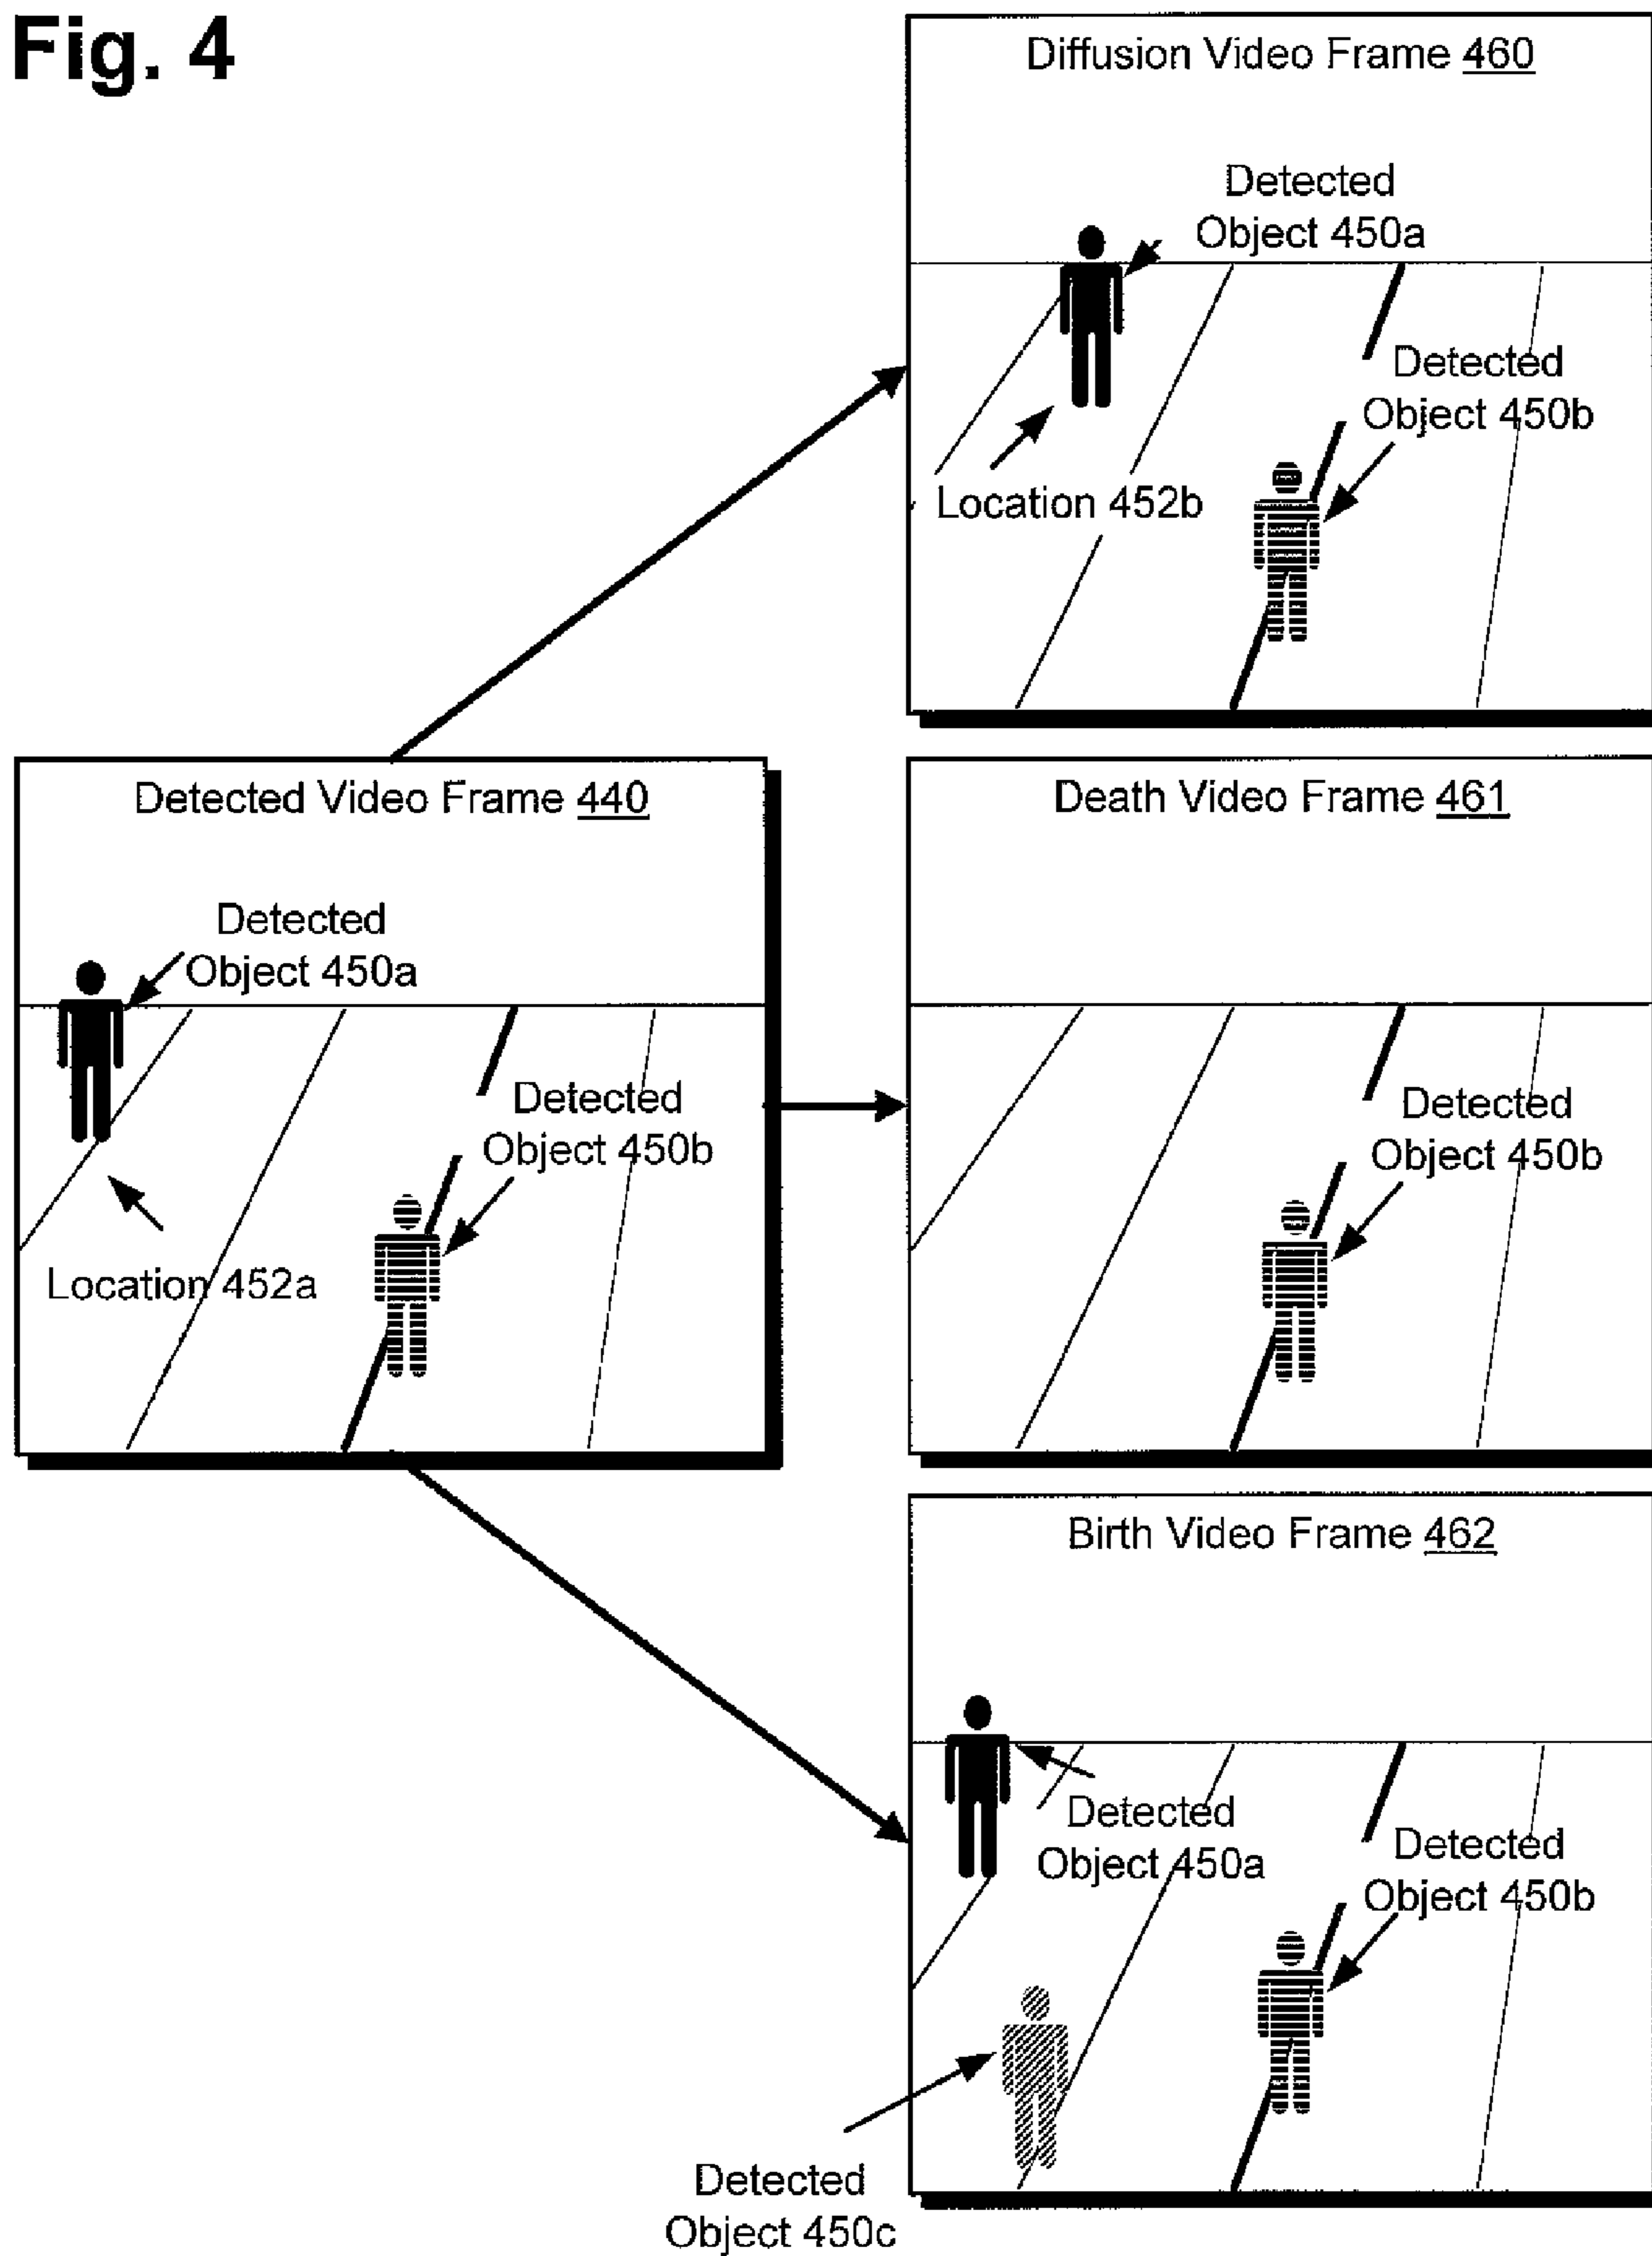 Fig. 4
Diffusion Video Frame 460
Detected
Object 450a
Detected
Object 450b
Location 452b
Detected Video Frame 440
Detected
Object 450a
Detected
Object 450b
Location 452a
Death Video Frame 461
Detected
Object 450b
Birth Video Frame 462
Detected
Object 450a
Detected
Object 450b
Detected
Object 450c